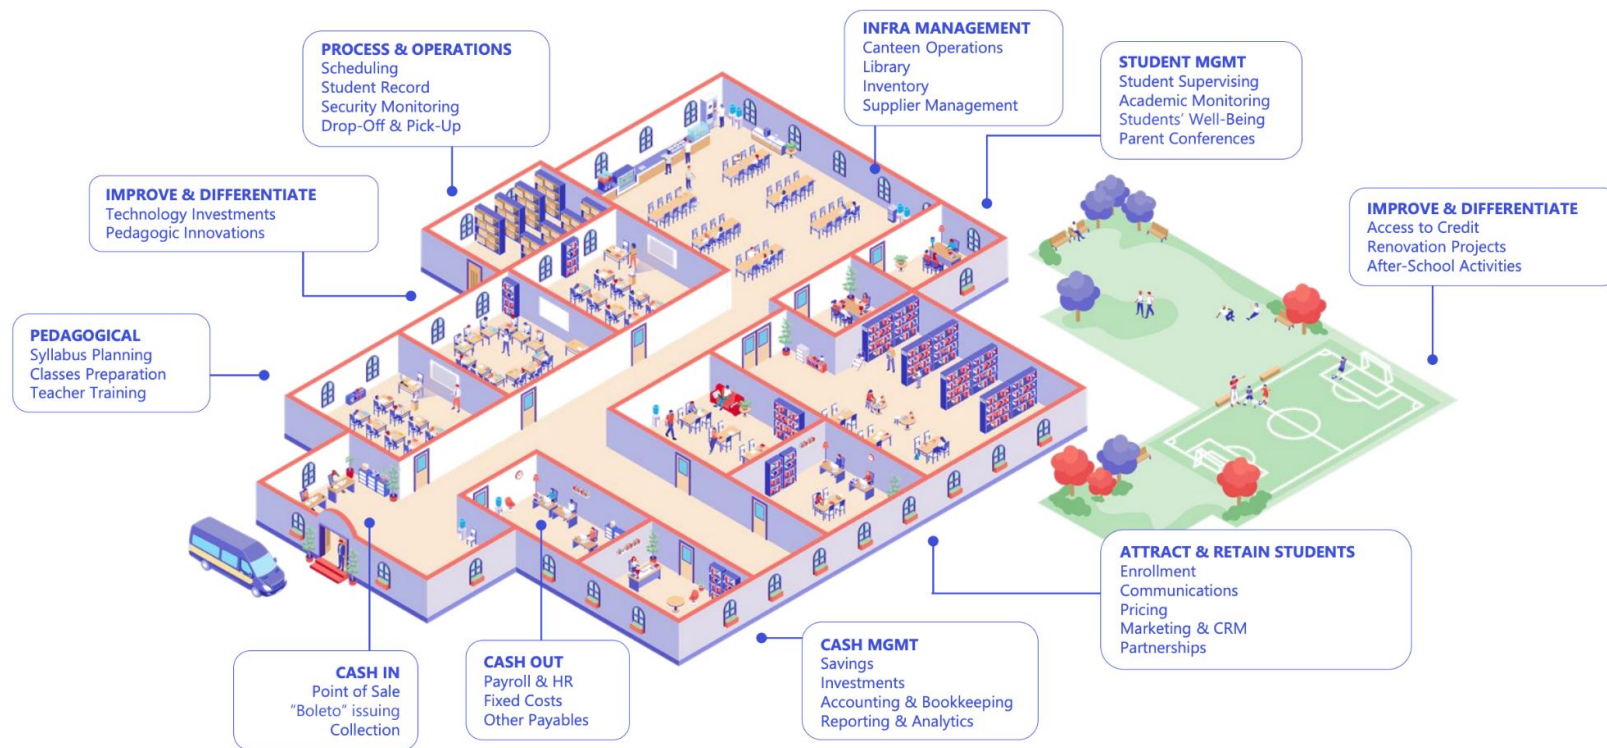 PROCESS & OPERATIONS
Scheduling
Student Record
Security Monitoring
Drop-Off & Pick-Up
INFRA MANAGEMENT
Canteen Operations
Library
Inventory
Supplier Management
STUDENT MGMT
Student Supervising
Academic Monitoring
Students’ Well-Being
Parent Conferences
IMPROVE & DIFFERENTIATE
Technology Investments
Pedagogic Innovations
IMPROVE & DIFFERENTIATE
Access to Credit
Renovation Projects
After-School Activities
PEDAGOGICAL
Syllabus Planning
Classes Preparation
Teacher Training
ATTRACT & RETAIN STUDENTS
Enrollment
Communications
Pricing
Marketing & CRM
Partnerships
CASH IN
Point of Sale
“Boleto” issuing
Collection
CASH OUT
Payroll & HR
Fixed Costs
Other Payables
CASH MGMT
Savings
Investments
Accounting & Bookkeeping
Reporting & Analytics